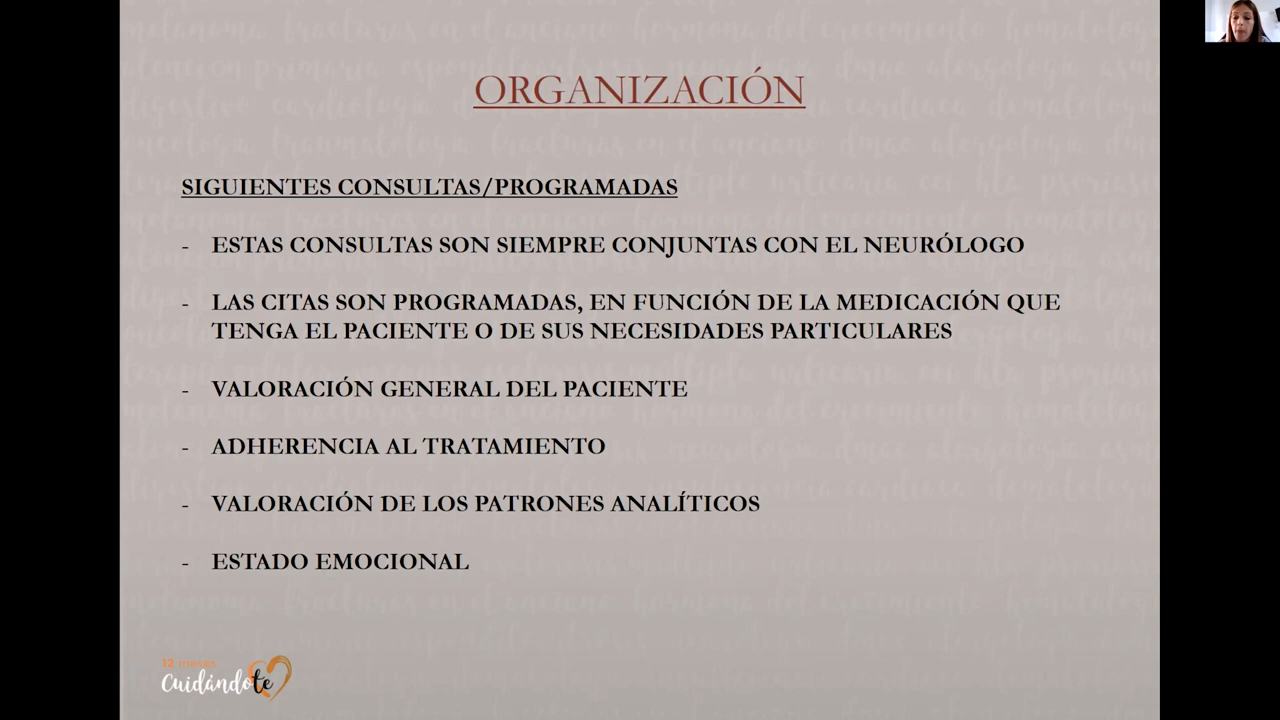 ORGANIZACIÓN
SIGUIENTES CONSULTAS/PROGRAMADAS
- ESTAS CONSULTAS SON SIEMPRE CONJUNTAS CON EL NEURÓLOGO
- LAS CITAS SON PROGRAMADAS, EN FUNCIÓN DE LA MEDICACIÓN QUE
TENGA EL PACIENTE O DE SUS NECESIDADES PARTICULARES
- VALORACIÓN GENERAL DEL PACIENTE
- ADHERENCIA AL TRATAMIENTO
- VALORACIÓN DE LOS PATRONES ANALÍTICOS
- ESTADO EMOCIONAL
12 meses
Cuidándote